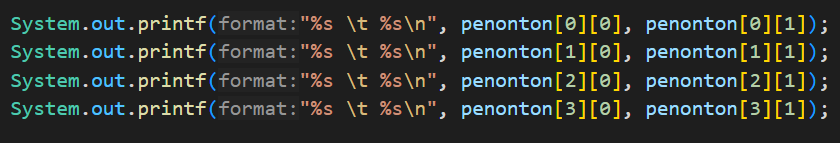 System.out.printf(format:"%s \t %s\n", penonton[0][0], penonton[0][1]);
System.out.printf(format:"%s \t %s\n", penonton[1][0], penonton[1][1]);
System.out.printf(format:"%s \t %s\n", penonton[2][0], penonton[2][1]);
System.out.printf(format:"%s \t %s\n", penonton[3][0], penonton[3][1]);